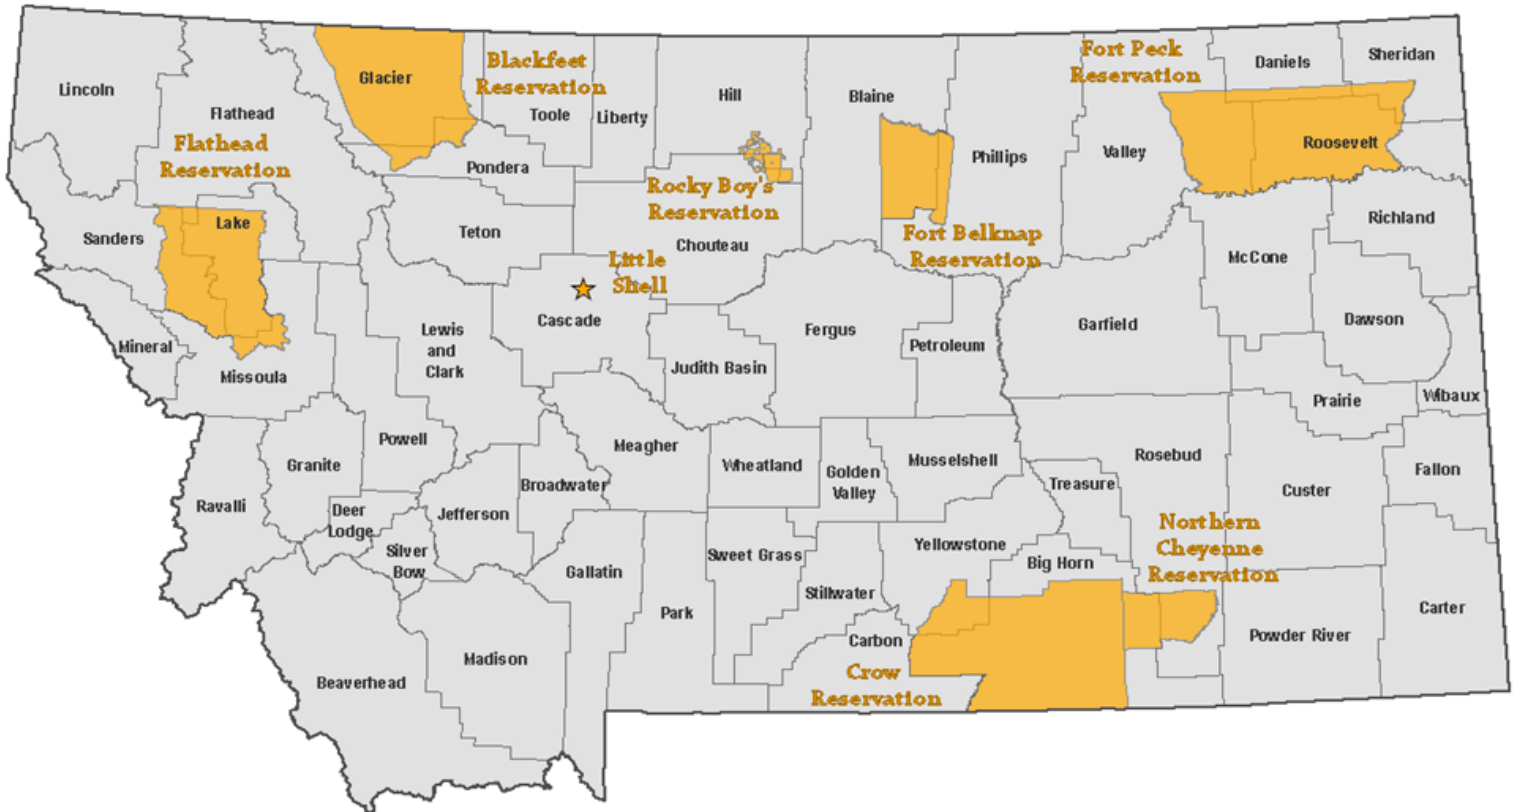 Lincoln
Flathead
Glacier
Blackfeet
Reservation
Toole
Liberty
Hill
Blaine
Phillips
Fort Peck
Reservation
Valley
Daniels
Sheridan
Roosevelt
Flathead
Reservation
Pondera
Rocky Boy's
Reservation
Sanders
Lake
Teton
Chouteau
Fort Belknap
Reservation
McCone
Richland
Little
Shell
Cascade
Mineral
Missoula
Lewis
and
Clark
Judith Basin
Fergus
Petroleum
Garfield
Dawson
Prairie
Wibaux
Powell
Granite
Meagher
Wheatland
Golden
Valley
Musselshell
Treasure
Rosebud
Custer
Fallon
Ravalli
Deer
Lodge
Jefferson
Broadwater
Silver
Bow
Gallatin
Sweet Grass
Yellowstone
Big Horn
Northern
Cheyenne
Reservation
Stillwater
Park
Carbon
Crow
Reservation
Powder River
Carter
Madison
Beaverhead